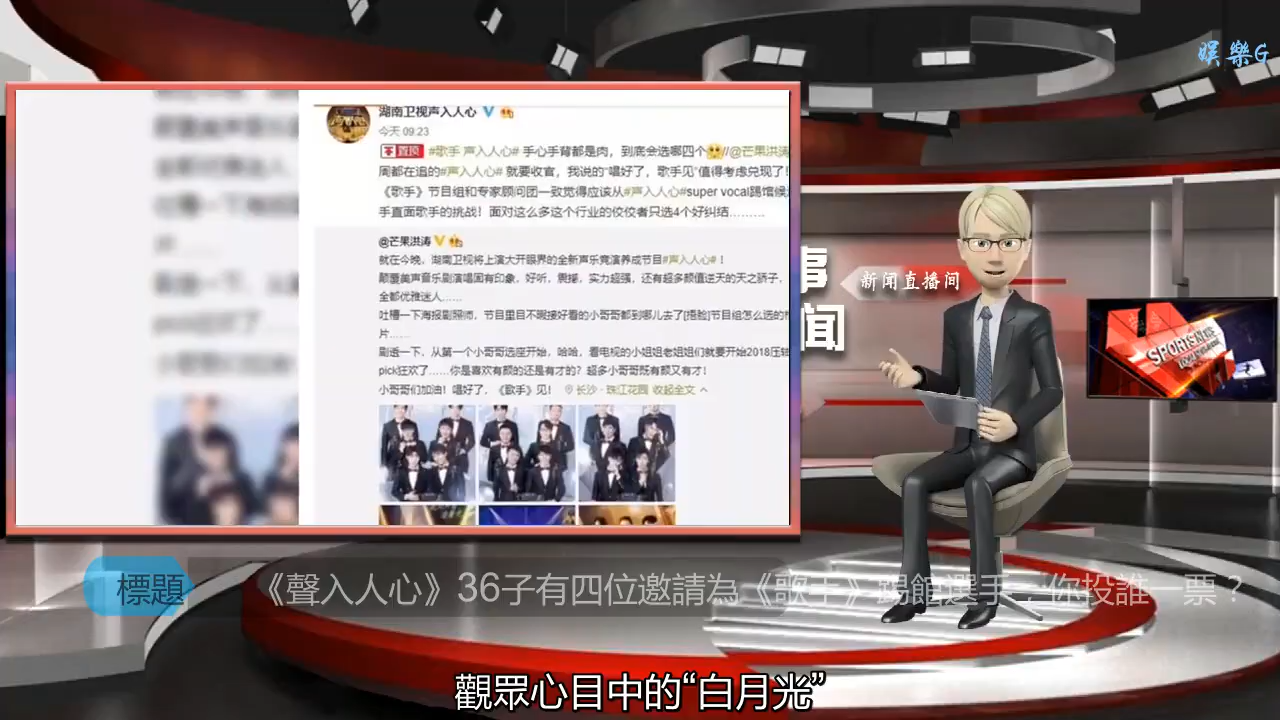 娱樂G
湖南卫视声入人心
今天 09:23
置顶 #歌手 声入人心# 手心手背都是肉，到底会选哪四个//@芒果洪涛
周都在追的#声入人心# 就要收官，我说的"唱好了，歌手见"值得考虑兑现了！
《歌手》节目组和专家顾问团一致觉得应该从#声入人心#super vocal踢馆候
手直面歌手的挑战！面对这么多这个行业的佼佼者只选4个好纠结………
@芒果洪涛
就在今晚，湖南卫视将上演大开眼界的全新声乐竞演养成节目#声入人心#！
颠覆美声音乐剧演唱固有印象，好听，震撼，实力超强，还有超多颜值逆天的天之骄子，
全都优雅迷人……
吐槽一下海报剧照师，节目里目不暇接好看的小哥哥都到哪儿去了[捂脸]节目组怎么选的
片……
剧透一下，从第一个小哥哥选座开始，哈哈，看电视的小姐姐老姐姐们就要开始2018压轴
pick狂欢了……你是喜欢有颜的还是有才的？超多小哥哥既有颜又有才！
小哥哥们加油！唱好了，《歌手》见！ 长沙·珠江花园 收起全文
事
闻
新闻直播间
SPORTS
標題
《聲入人心》36子有四位邀請為《歌手》踢館選手，你投誰一票？
觀眾心目中的“白月光”